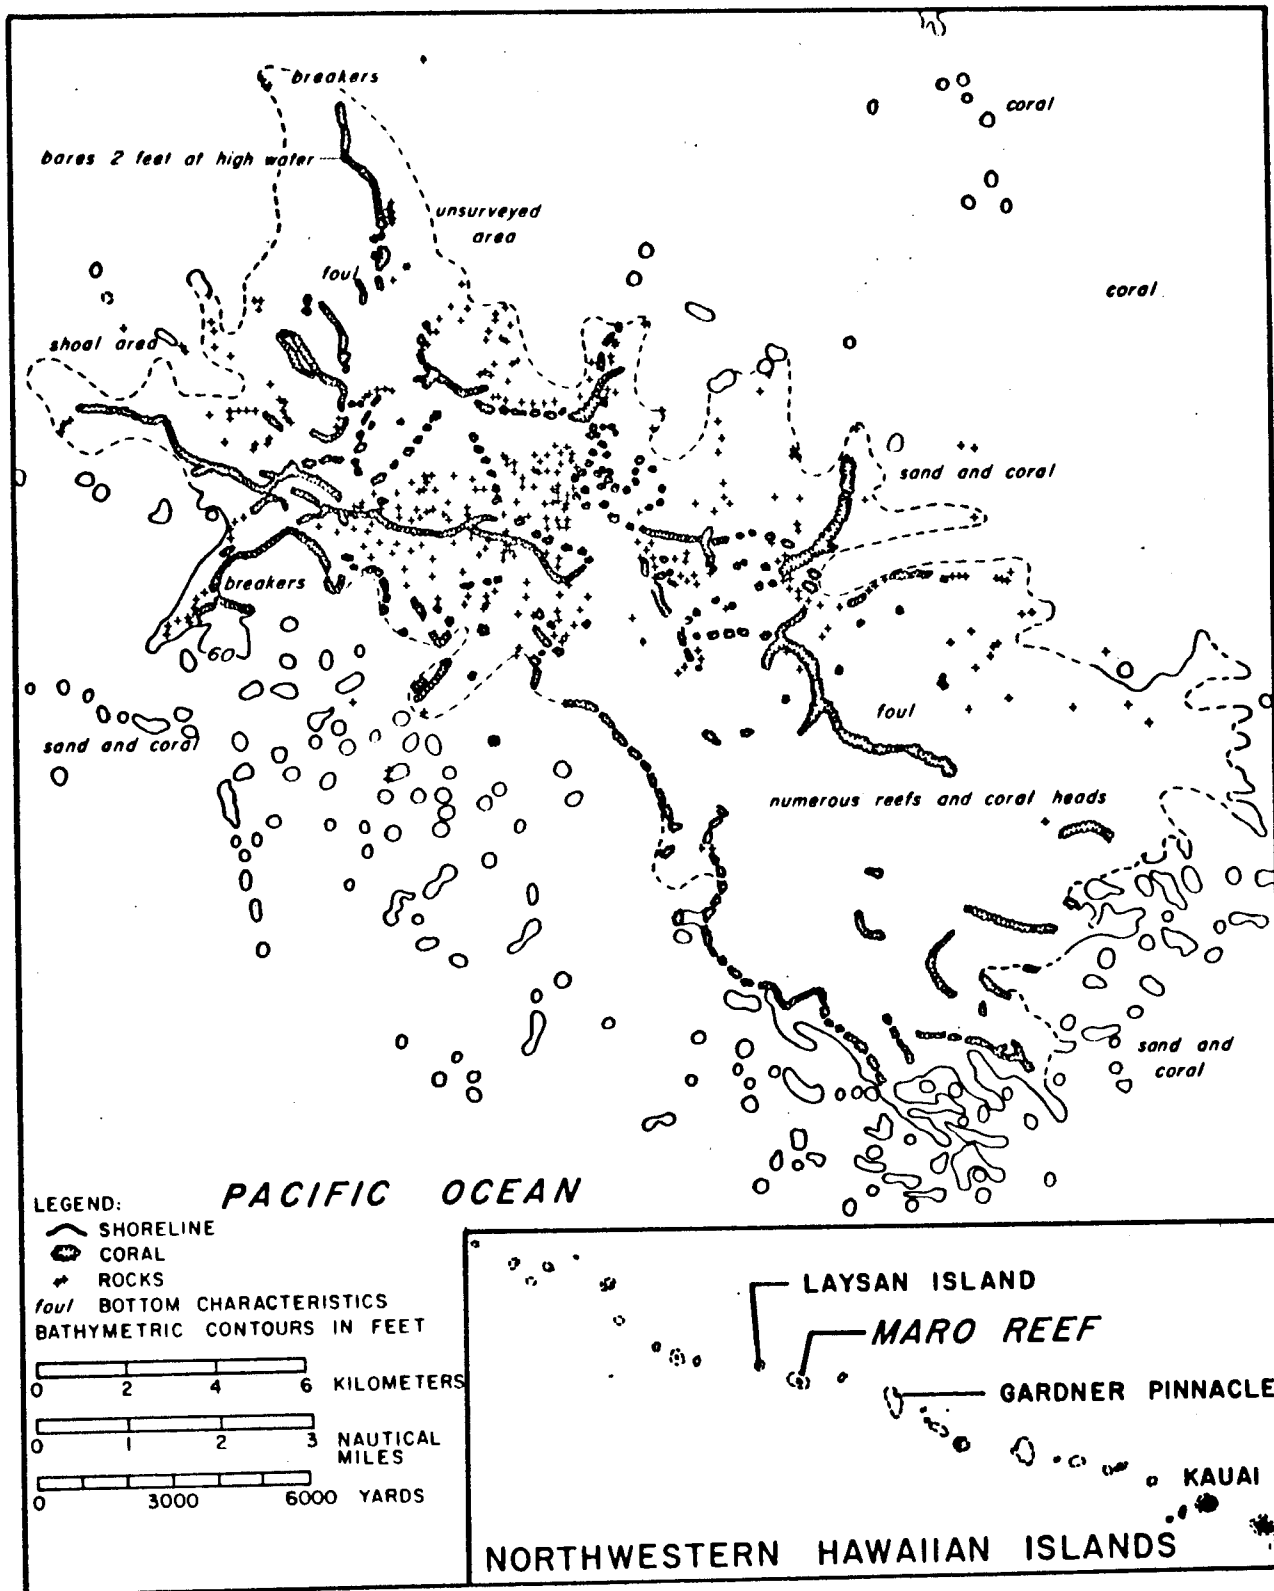 breakers
coral
bares 2 feet at high water
unsurveyed
area
foul
coral
shoal area
sand and coral
breakers
60
sand and coral
foul
numerous reefs and coral heads
sand and
coral
PACIFIC OCEAN
LEGEND:
SHORELINE
CORAL
ROCKS
foul BOTTOM CHARACTERISTICS
BATHYMETRIC CONTOURS IN FEET
0 2 4 6 KILOMETERS
0 1 2 3 NAUTICAL
MILES
0 3000 6000 YARDS
LAYSAN ISLAND
MARO REEF
GARDNER PINNACLE
KAUAI
NORTHWESTERN HAWAIIAN ISLANDS